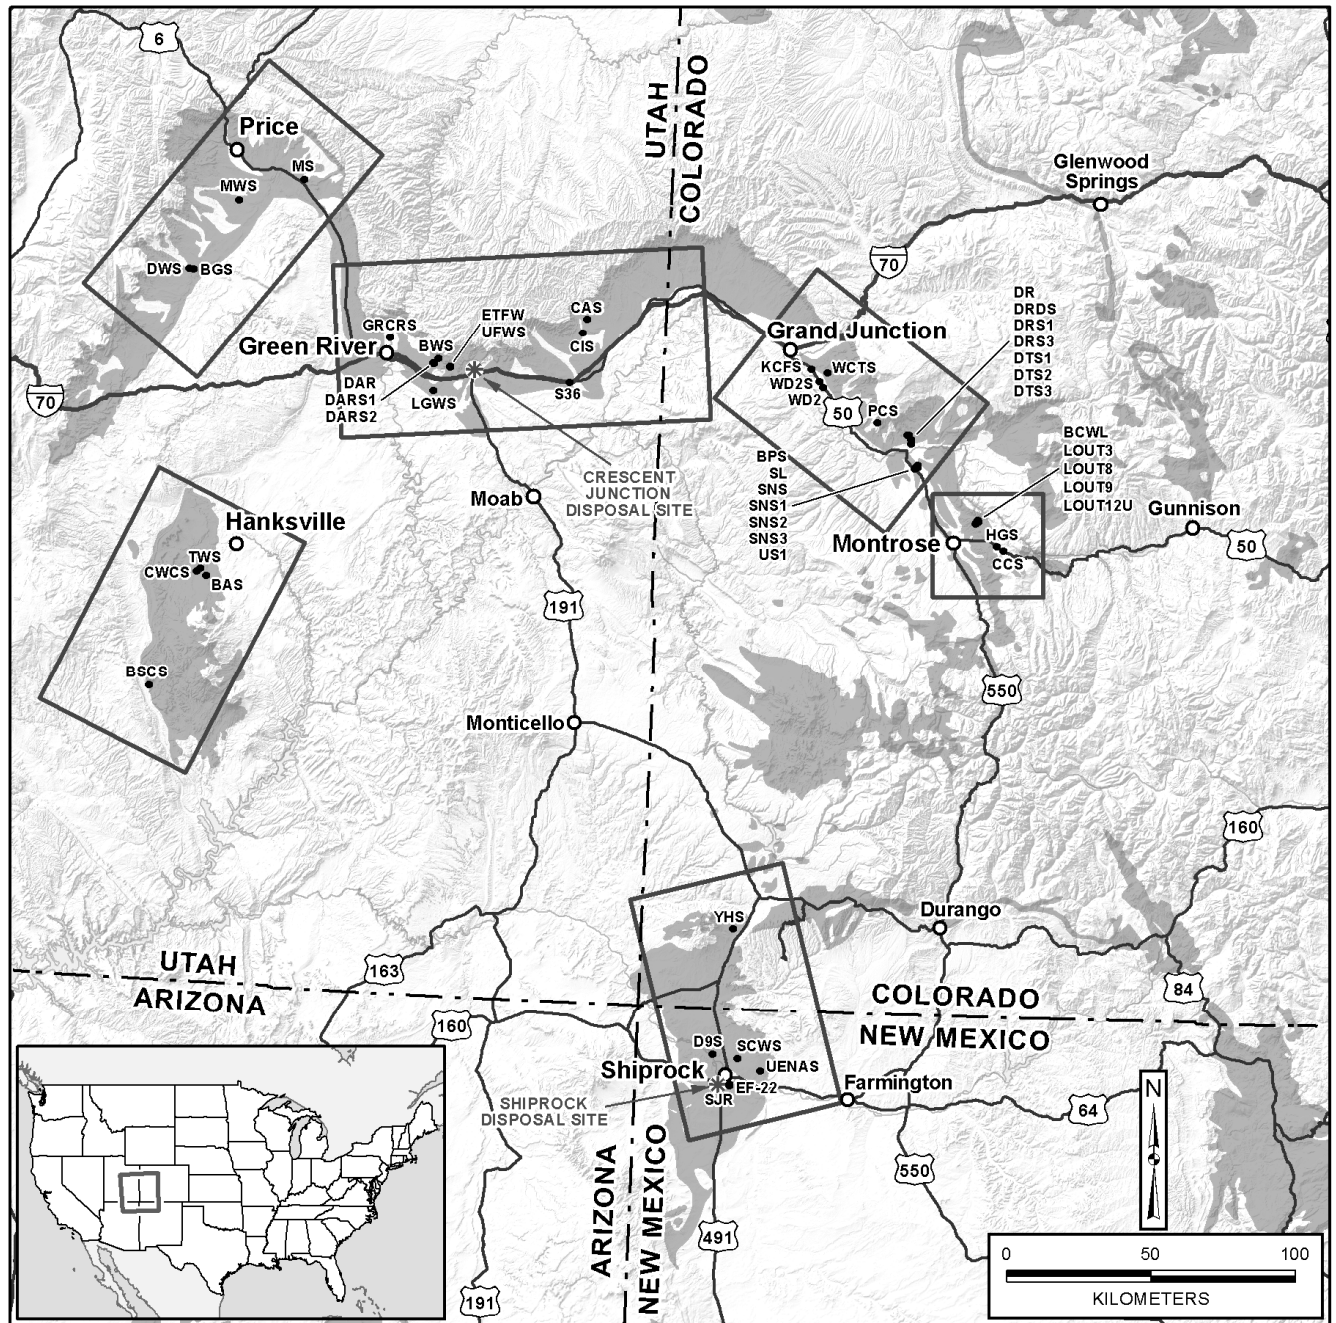 6
UTAH
COLORADO
Price
MS
MWS
DWS
BGS
Glenwood
Springs
70
GRCRS
Green River
BWS
ETFW
UFWS
CAS
CIS
DAR
DARS1
DARS2
LGWS
S36
70
CRESCENT
JUNCTION
DISPOSAL SITE
Grand Junction
KCFS
WCTS
WD2S
WD2
50
PCS
DR
DRDS
DRS1
DRS3
DTS1
DTS2
DTS3
BPS
SL
SNS
SNS1
SNS2
SNS3
US1
BCWL
LOUT3
LOUT8
LOUT9
LOUT12U
Moab
Montrose
HGS
CCS
Gunnison
50
Hanksville
TWS
CWCS
BAS
BSCS
191
550
Monticello
160
YHS
Durango
UTAH
ARIZONA
163
160
COLORADO
NEW MEXICO
84
D9S
SCWS
UENAS
Shiprock
EF-22
SJR
SHIPROCK
DISPOSAL SITE
Farmington
64
550
ARIZONA
NEW MEXICO
491
191
N
0 50 100
KILOMETERS